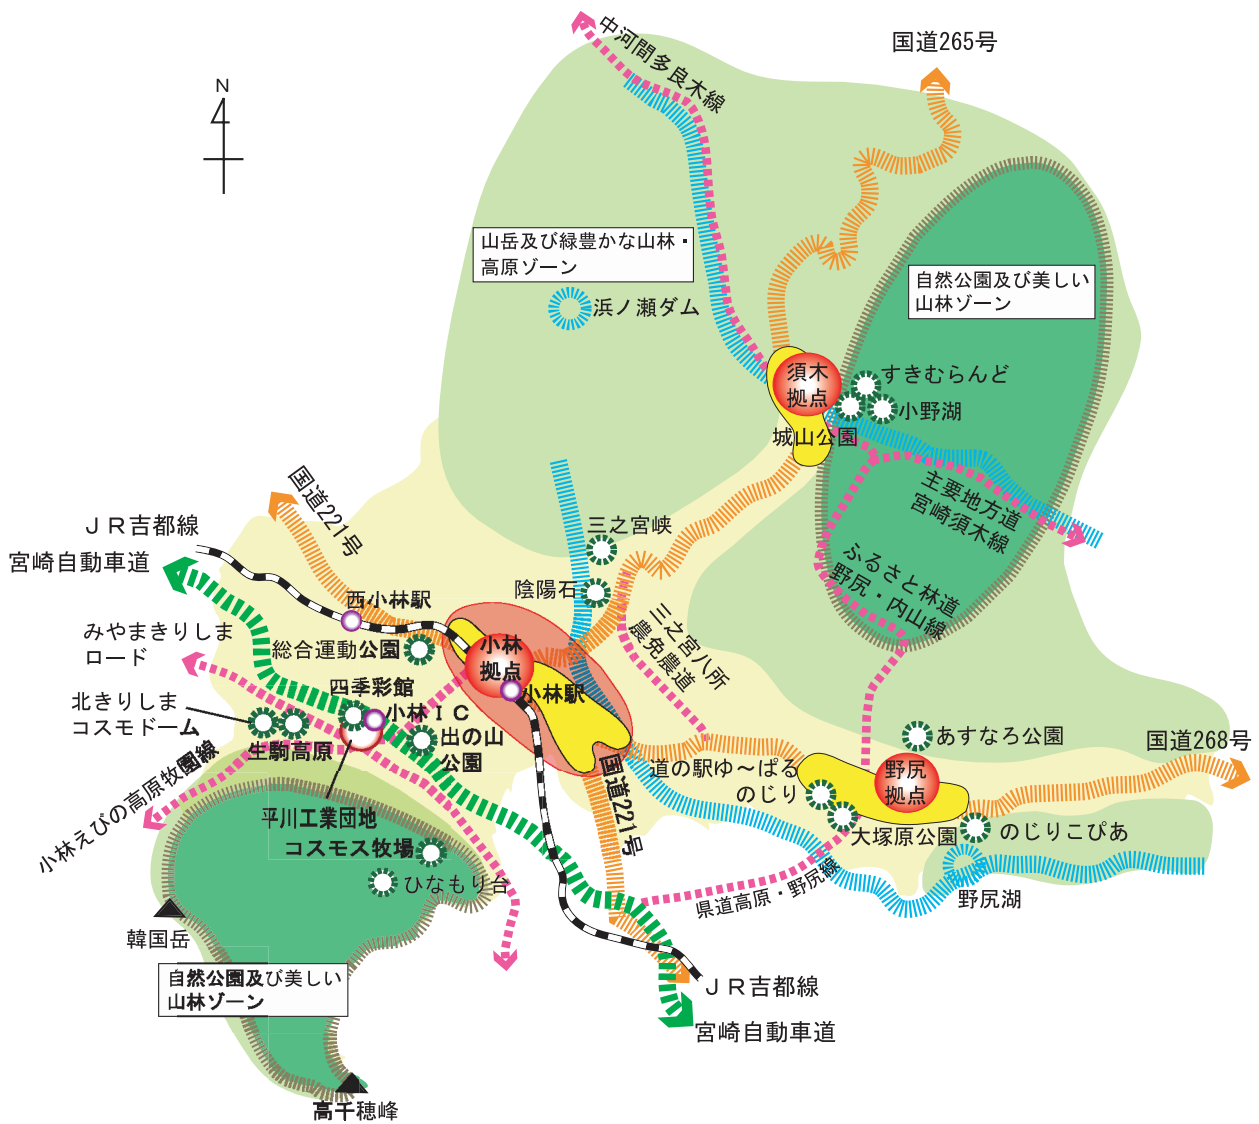 中河間多良木線
国道265号
N
山岳及び緑豊かな山林・
高原ゾーン
自然公園及び美しい
山林ゾーン
浜ノ瀬ダム
須木
拠点
すきむらんど
小野湖
城山公園
国道221号
主要地方道
宮崎須木線
JR吉都線
宮崎自動車道
三之宮峡
ふるさと林道
野尻・内山線
陰陽石
西小林駅
三之宮八所
農免農道
みやまきりしま
ロード
総合運動公園
小林
拠点
四季彩館
小林駅
北きりしま
コスモドーム
小林IC
生駒高原
出の山
公園
あすなろ公園
国道268号
国道221号
道の駅ゆ～ぱる
のじり
野尻
拠点
小林えびの高原牧園線
平川工業団地
コスモス牧場
大塚原公園
のじりこぴあ
ひなもり台
県道高原・野尻線
野尻湖
韓国岳
自然公園及び美しい
山林ゾーン
JR吉都線
宮崎自動車道
高千穂峰